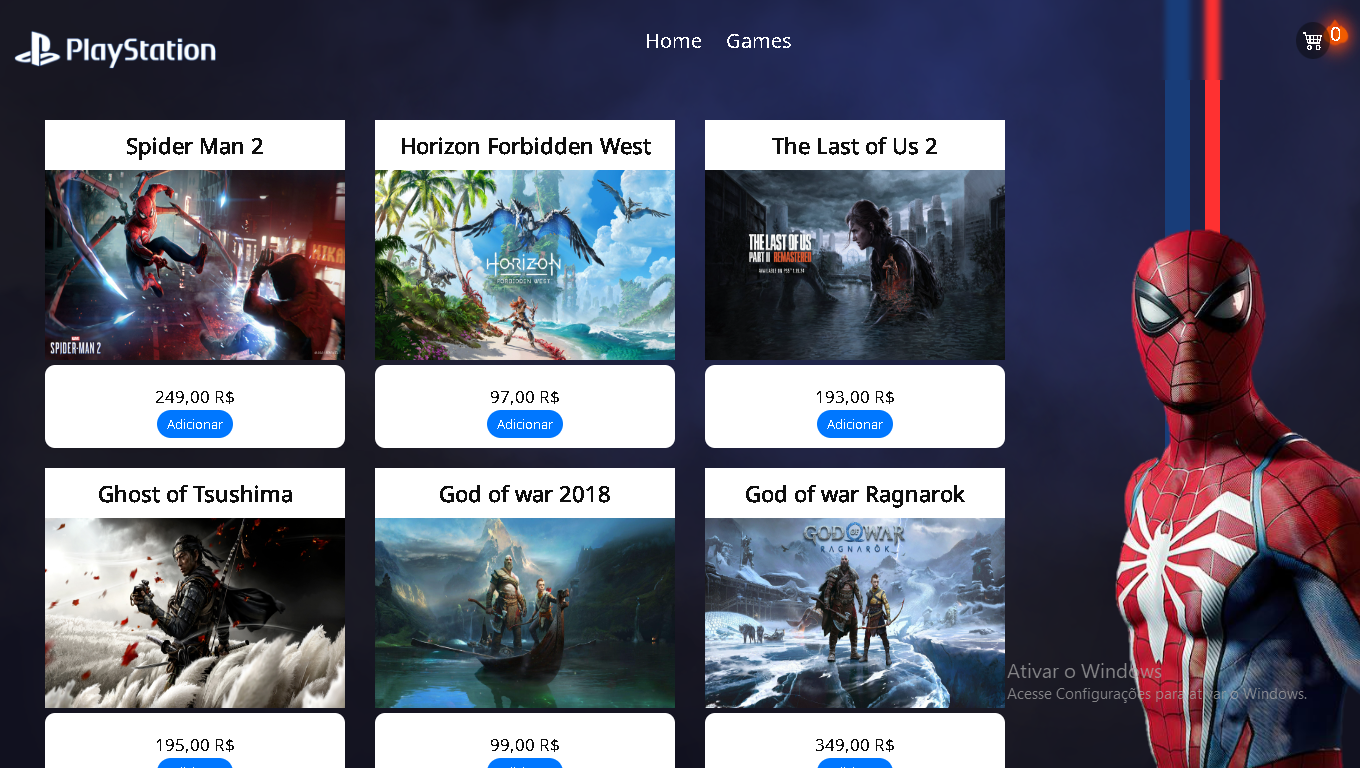 PlayStation
Home Games
0
Spider Man 2
Horizon Forbidden West
The Last of Us 2
MARVEL
SPIDER-MAN 2
HORIZON
FORBIDDEN WEST
THE LAST OF US
PART II REMASTERED
249,00 R$
97,00 R$
193,00 R$
Adicionar
Adicionar
Adicionar
Ghost of Tsushima
God of war 2018
God of war Ragnarok
GOD OF WAR
RAGNARÖK
Ativar o Windows
Acesse Configurações para ativar o Windows.
195,00 R$
99,00 R$
349,00 R$